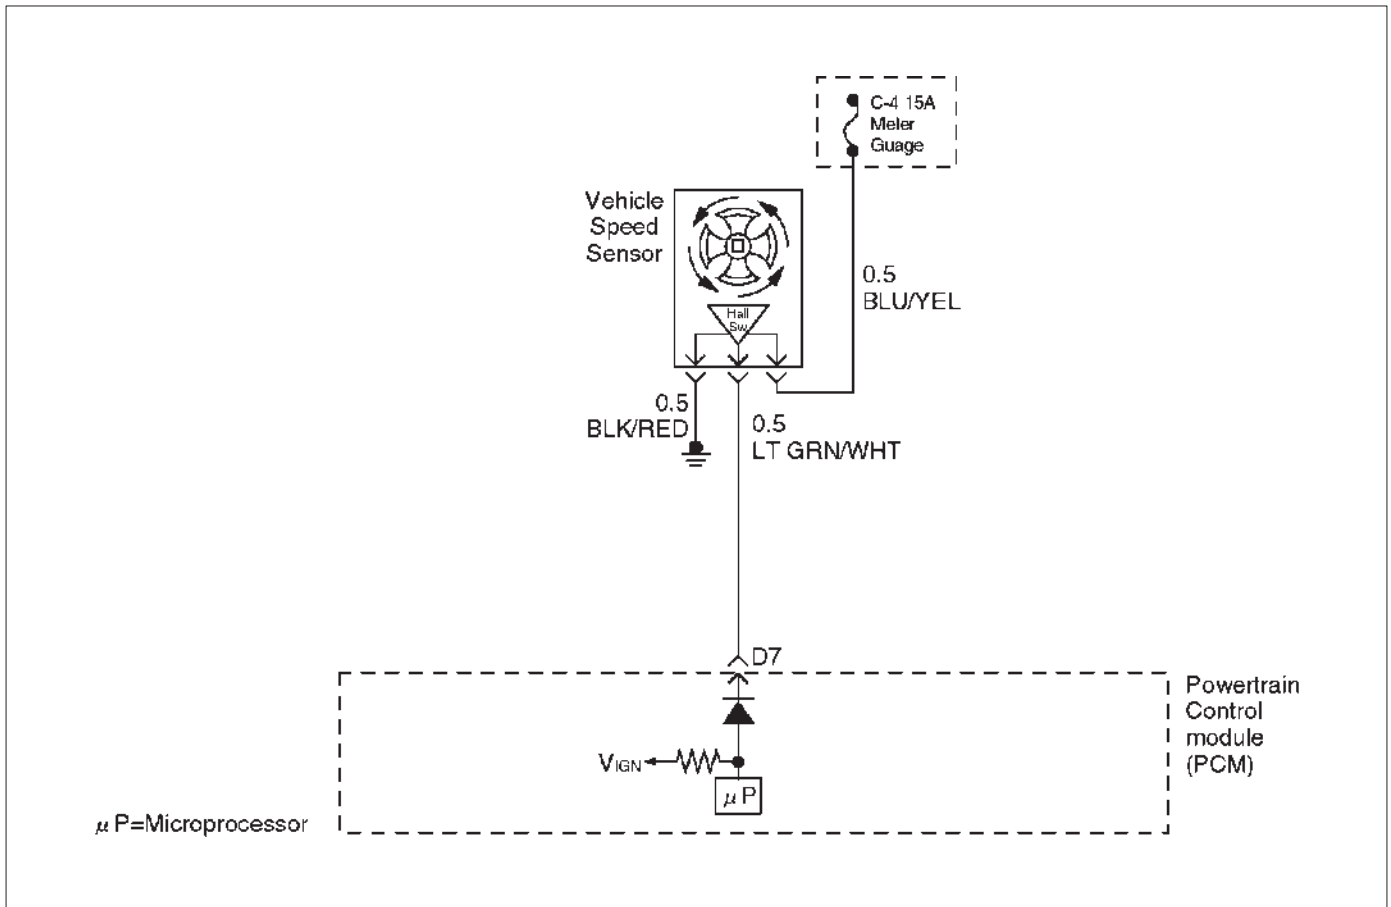 C-4 15A
Meler
Guage
Vehicle
Speed
Sensor
Hall
Sw
0.5
BLU/YEL
0.5
BLK/RED
0.5
LT GRN/WHT
D7
Powertrain
Control
module
(PCM)
VIGN
μP
μP=Microprocessor